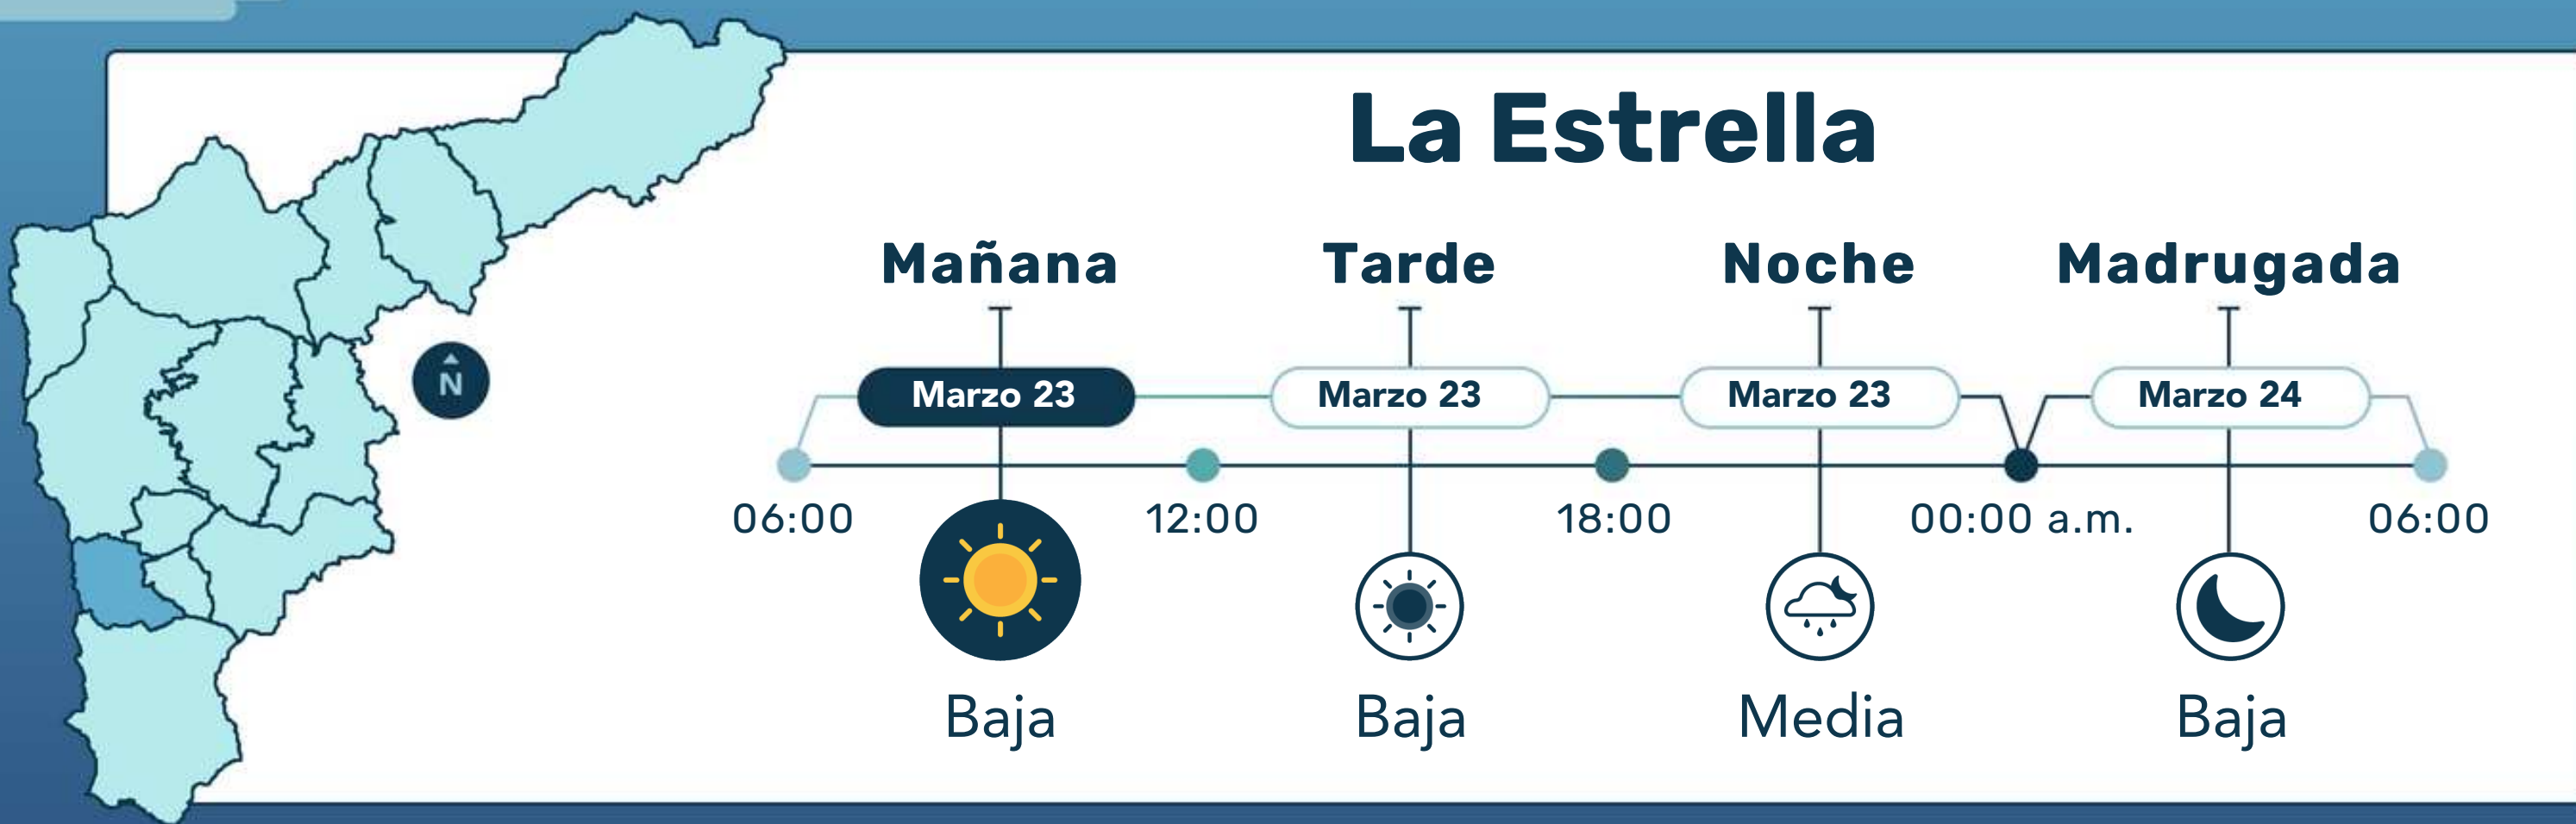 La Estrella
Mañana Tarde Noche Madrugada
N
Marzo 23 Marzo 23 Marzo 23 Marzo 24
06:00 12:00 18:00 00:00 a.m. 06:00
Baja Baja Media Baja